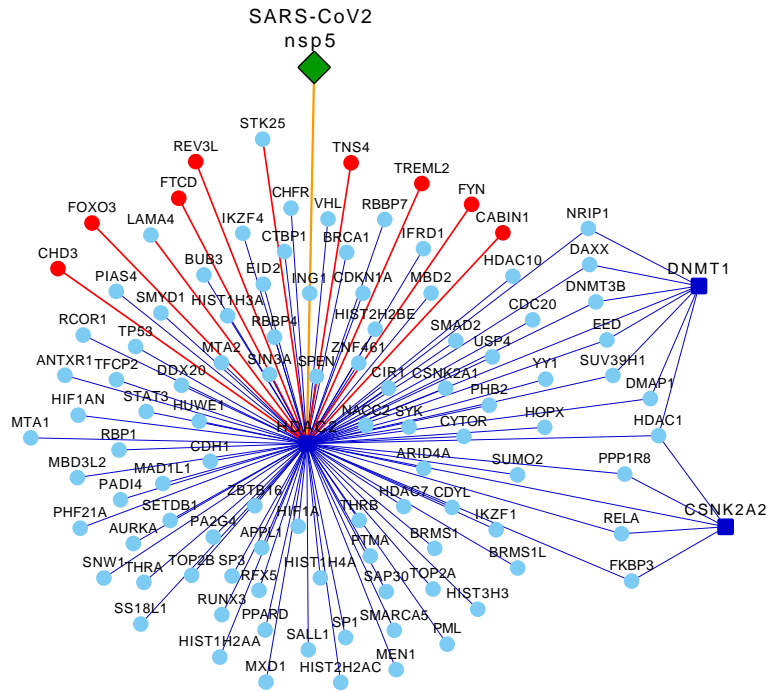 SARS-CoV2
nsp5
STK25
REV3L
TNS4
TREML2
FTCD
FYN
FOXO3
CHFR
VHL
RBBP7
CABIN1
LAMA4
IKZF4
NRIP1
CTBP1
BRCA1
IFRD1
CHD3
BUB3
DAXX
HDAC10
DNMT1
PIAS4
EID2
ING1
CDKN1A
MBD2
DNMT3B
SMYD1
HIST1H3A
CDC20
RCOR1
TP53
RBBP4
HIST2H2BE
SMAD2
EED
USP4
ANTXR1
TFCP2
DDX20
MTA2
SIN3A
SPEN
ZNF461
SUV39H1
CIR1
CSNK2A1
YY1
PHB2
DMAP1
HIF1AN
STAT3
HUWE1
NACC2
SYK
HOPX
HDAC1
MTA1
RBP1
HDAC2
CYTOR
CDH1
ARID4A
SUMO2
PPP1R8
MBD3L2
MAD1L1
PADI4
ZBTB16
HDAC7
CDYL
CSNK2A2
PHF21A
SETDB1
HIF1A
THRB
IKZF1
RELA
AURKA
PA2G4
APPL1
PTMA
BRMS1
SNW1
THRA
TOP2B
SP3
RFX5
HIST1H4A
SAP30
TOP2A
BRMS1L
FKBP3
SS18L1
RUNX3
PPARD
SP1
SMARCA5
HIST3H3
HIST1H2AA
SALL1
PML
MXD1
HIST2H2AC
MEN1